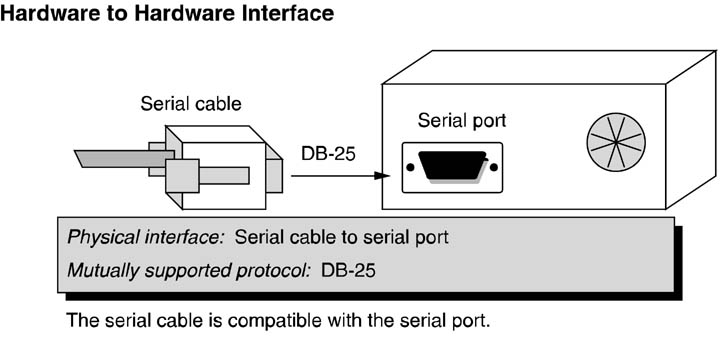 Hardware to Hardware Interface
Serial cable
Serial port
DB-25
Physical interface: Serial cable to serial port
Mutually supported protocol: DB-25
The serial cable is compatible with the serial port.